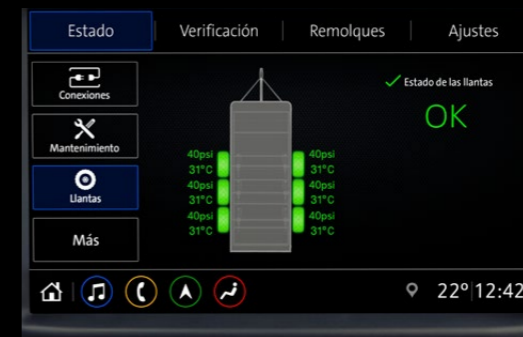 Estado Verificación Remolques Ajustes
Conexiones
Mantenimiento
Llantas
Más
Estado de las llantas
OK
40psi 40psi
31°C 31°C
40psi 40psi
31°C 31°C
40psi 40psi
31°C 31°C
22° 12:42